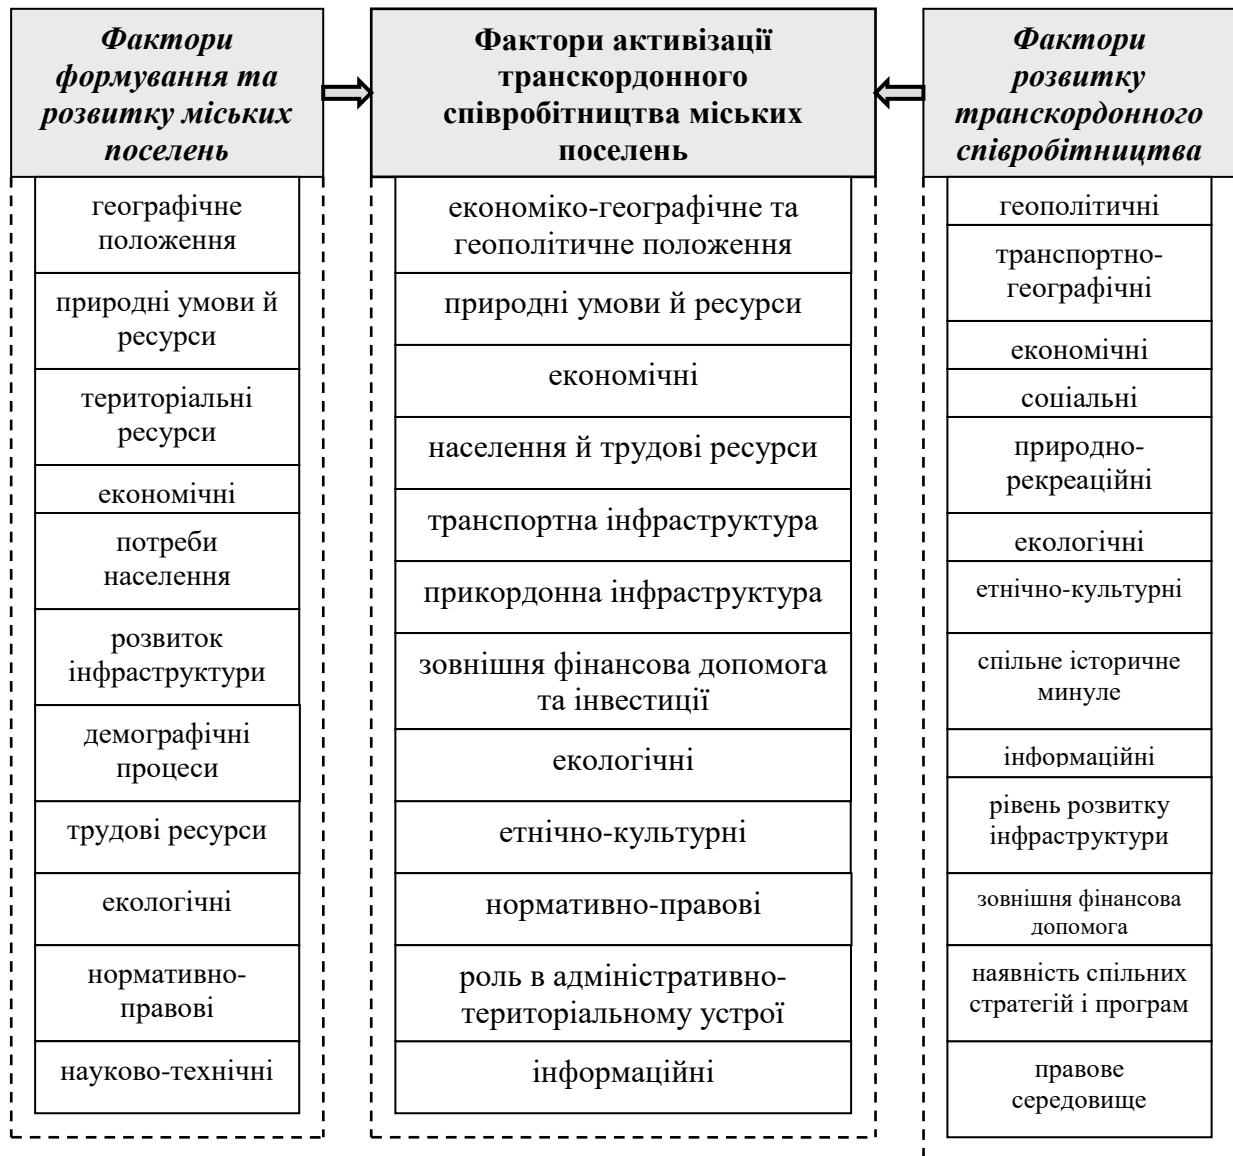 Фактори
формування та
розвитку міських
поселень
географічне
положення
природні умови й
ресурси
територіальні
ресурси
економічні
потреби
населення
розвиток
інфраструктури
демографічні
процеси
трудові ресурси
екологічні
нормативно-
правові
науково-технічні
Фактори активізації
транскордонного
співробітництва міських
поселень
економіко-географічне та
геополітичне положення
природні умови й ресурси
економічні
населення й трудові ресурси
транспортна інфраструктура
прикордонна інфраструктура
зовнішня фінансова допомога
та інвестиції
екологічні
етнічно-культурні
нормативно-правові
роль в адміністративно-
територіальному устрої
інформаційні
Фактори
розвитку
транскордонного
співробітництва
геополітичні
транспортно-
географічні
економічні
соціальні
природно-
рекреаційні
екологічні
етнічно-культурні
спільне історичне
минуле
інформаційні
рівень розвитку
інфраструктури
зовнішня фінансова
допомога
наявність спільних
стратегій і програм
правове
середовище